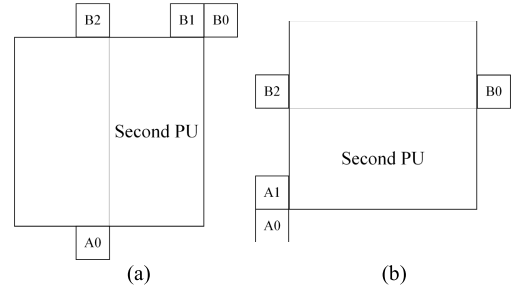 B2 B1 B0
Second PU
A0
(a)
B2 B0
Second PU
A1
A0
(b)